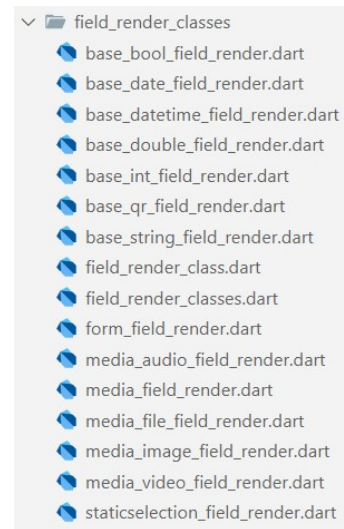 field_render_classes
base_bool_field_render.dart
base_date_field_render.dart
base_datetime_field_render.dart
base_double_field_render.dart
base_int_field_render.dart
base_qr_field_render.dart
base_string_field_render.dart
field_render_class.dart
field_render_classes.dart
form_field_render.dart
media_audio_field_render.dart
media_field_render.dart
media_file_field_render.dart
media_image_field_render.dart
media_video_field_render.dart
staticselection_field_render.dart